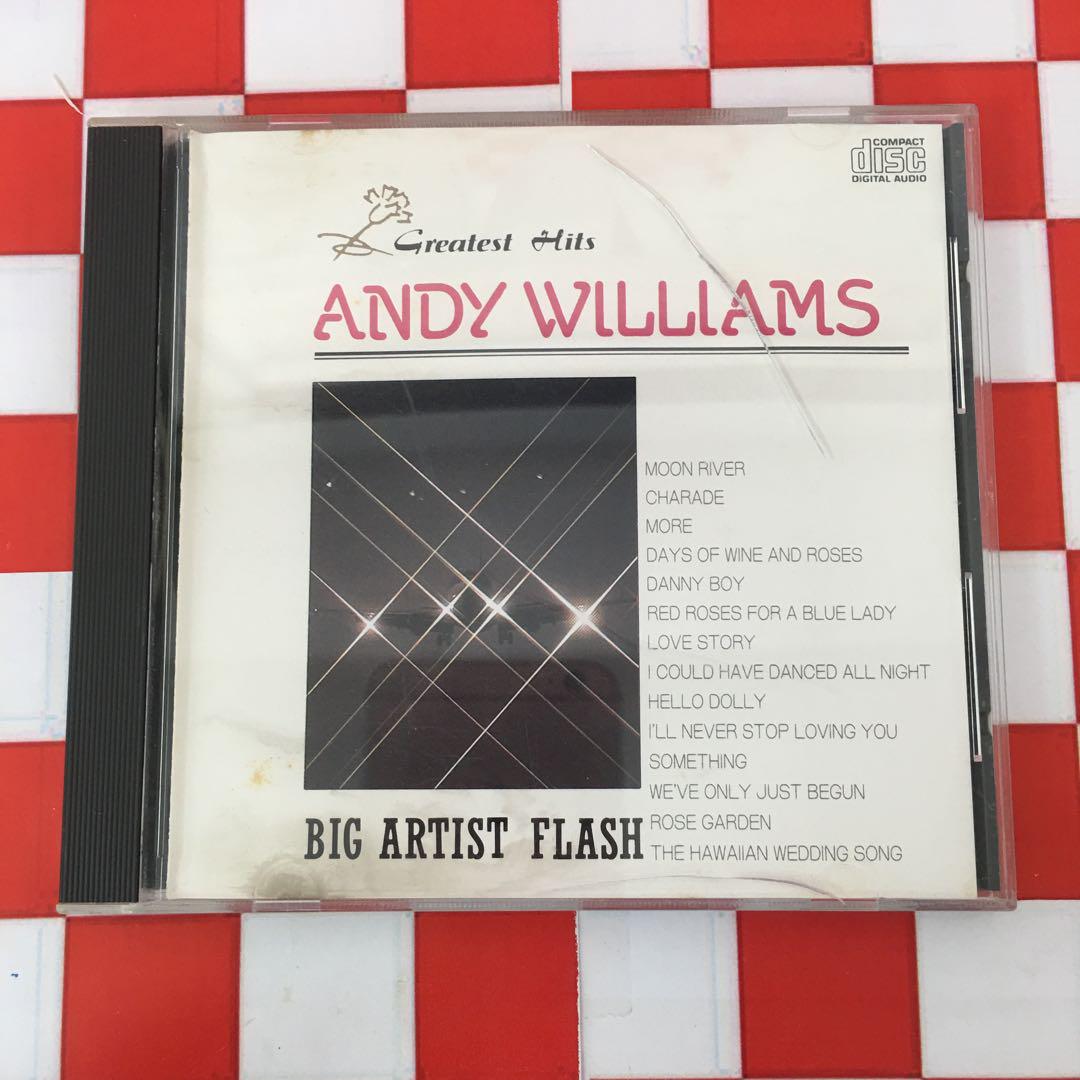 COMPACT
disc
DIGITAL AUDIO
Greatest Hits
ANDY WILLIAMS
MOON RIVER
CHARADE
MORE
DAYS OF WINE AND ROSES
DANNY BOY
RED ROSES FOR A BLUE LADY
LOVE STORY
I COULD HAVE DANCED ALL NIGHT
HELLO DOLLY
I'LL NEVER STOP LOVING YOU
SOMETHING
WE'VE ONLY JUST BEGUN
ROSE GARDEN
THE HAWAIIAN WEDDING SONG
BIG ARTIST FLASH